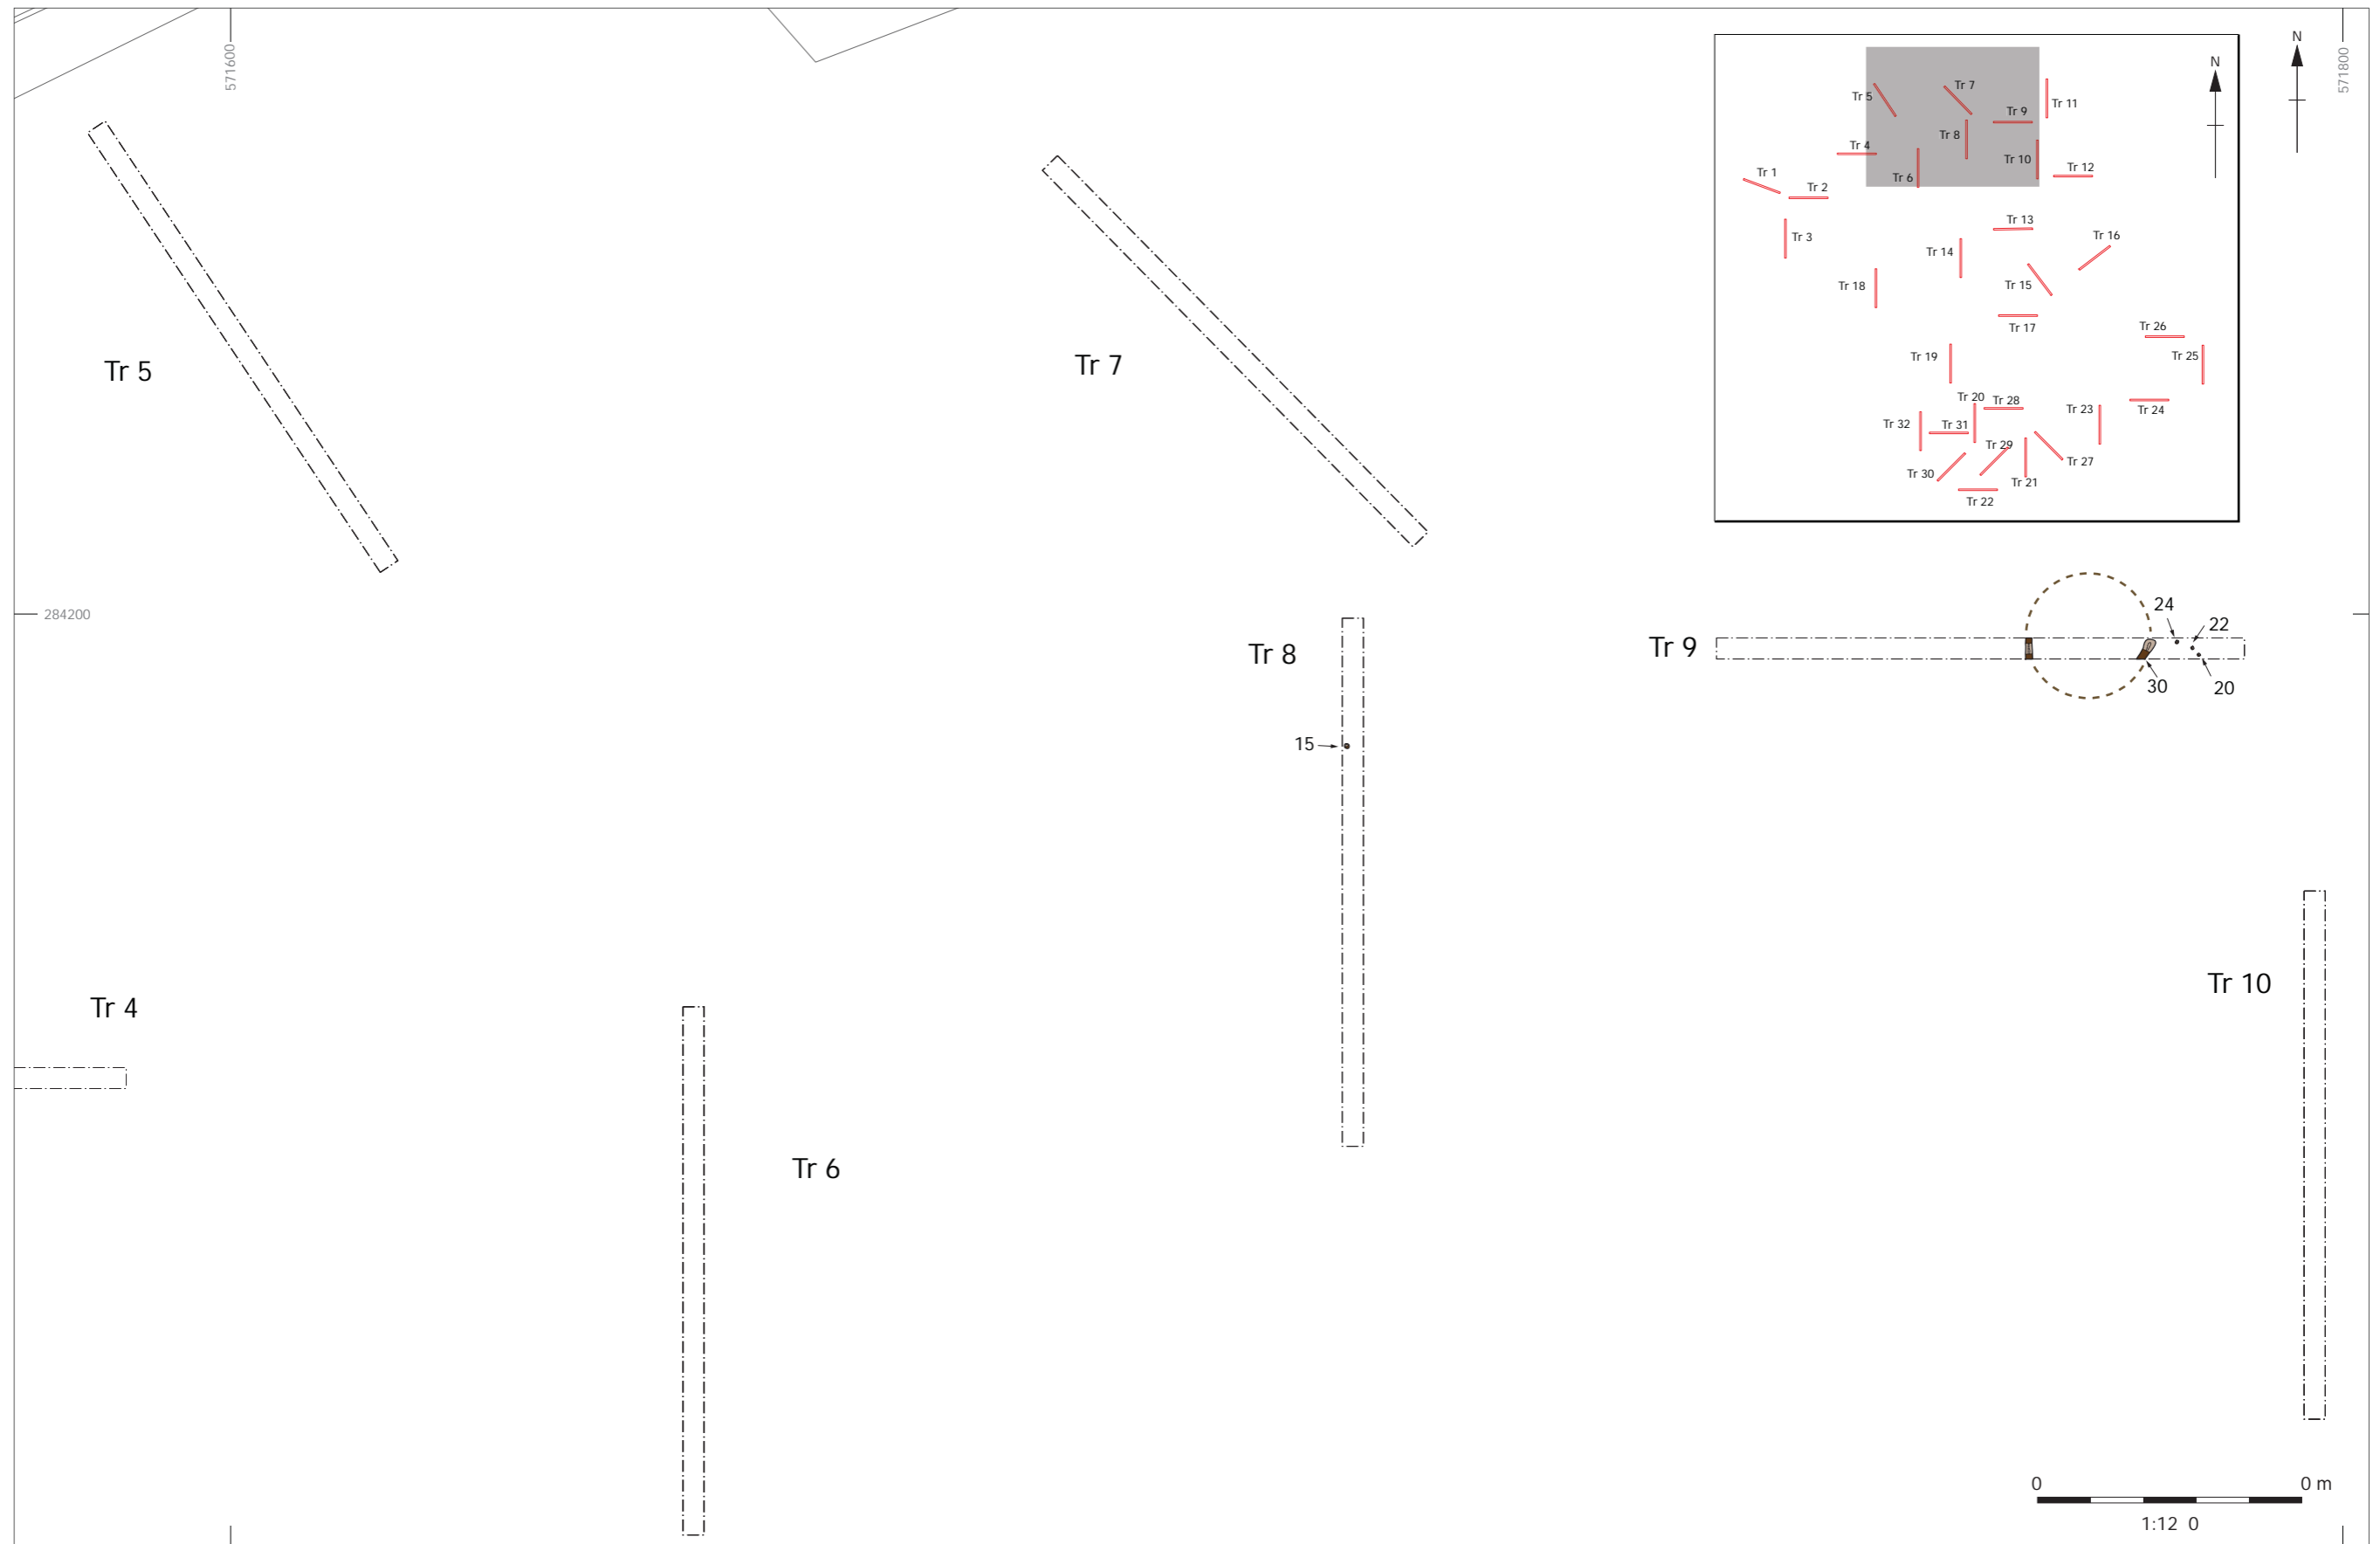 571600
571800
N
N
Tr 7
Tr 5
Tr 11
Tr 9
Tr 8
Tr 4
Tr 10
Tr 12
Tr 1
Tr 6
Tr 2
Tr 13
Tr 3
Tr 16
Tr 14
Tr 18
Tr 15
Tr 17
Tr 26
Tr 19
Tr 25
Tr 20
Tr 28
Tr 23
Tr 24
Tr 32
Tr 31
Tr 29
Tr 27
Tr 30
Tr 21
Tr 22
Tr 5
Tr 7
284200
24
22
Tr 8
Tr 9
30
20
15
Tr 10
Tr 4
Tr 6
0
0 m
1:12 0